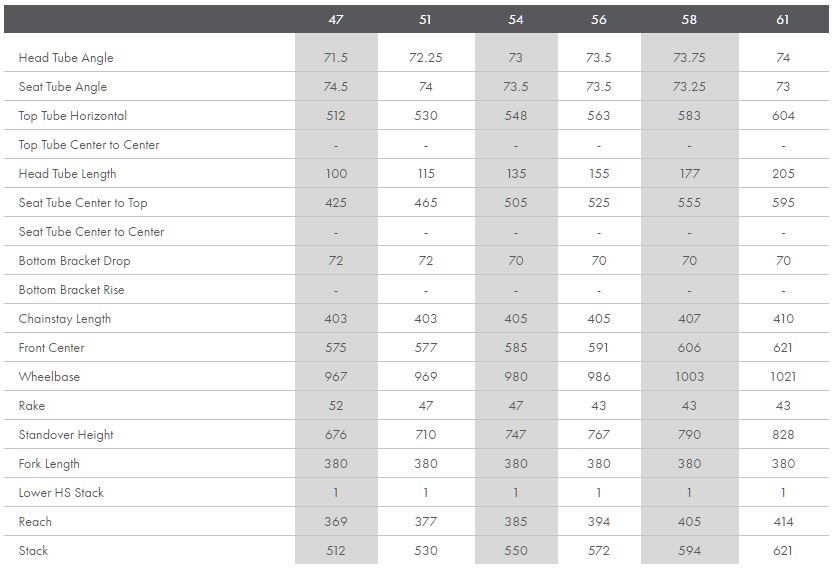 47 51 54 56 58 61
Head Tube Angle 71.5 72.25 73 73.5 73.75 74
Seat Tube Angle 74.5 74 73.5 73.5 73.25 73
Top Tube Horizontal 512 530 548 563 583 604
Top Tube Center to Center - - - - - -
Head Tube Length 100 115 135 155 177 205
Seat Tube Center to Top 425 465 505 525 555 595
Seat Tube Center to Center - - - - - -
Bottom Bracket Drop 72 72 70 70 70 70
Bottom Bracket Rise - - - - - -
Chainstay Length 403 403 405 405 407 410
Front Center 575 577 585 591 606 621
Wheelbase 967 969 980 986 1003 1021
Rake 52 47 47 43 43 43
Standover Height 676 710 747 767 790 828
Fork Length 380 380 380 380 380 380
Lower HS Stack 1 1 1 1 1 1
Reach 369 377 385 394 405 414
Stack 512 530 550 572 594 621